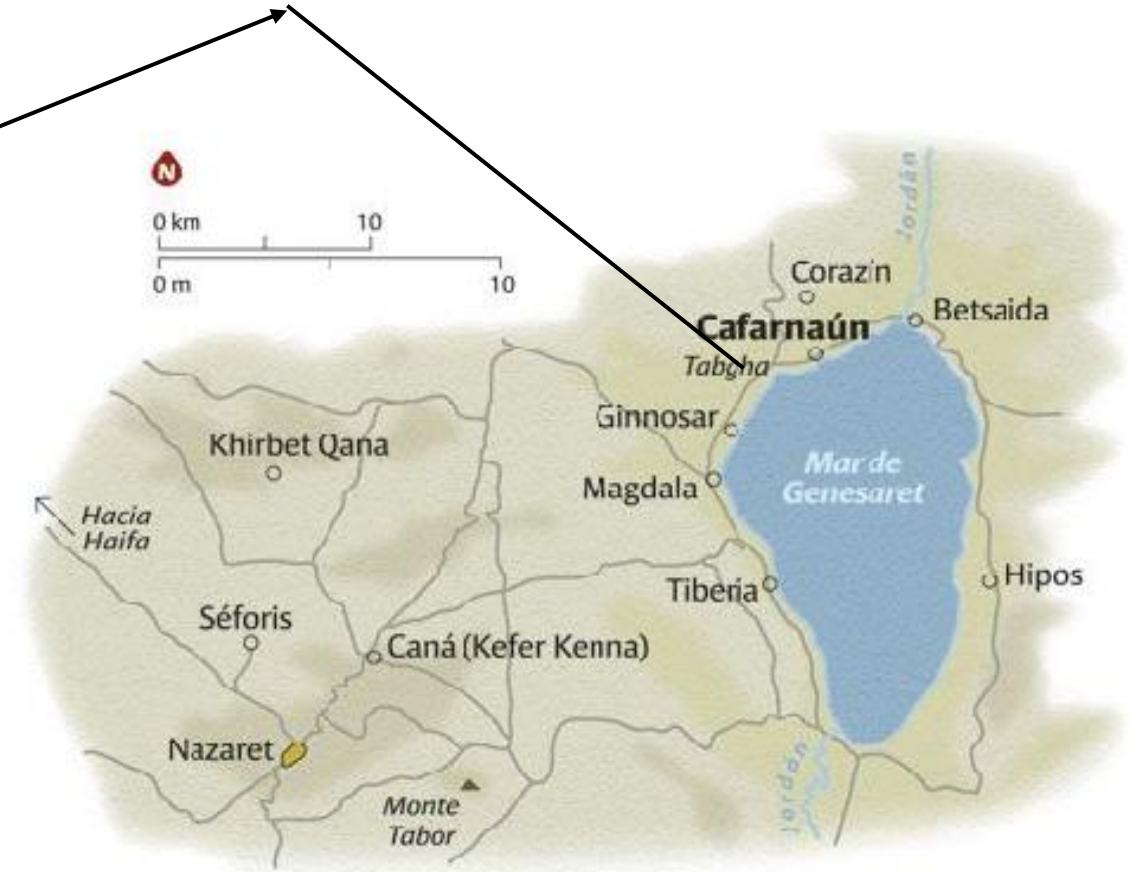 N
0 km 10
0 m 10
Jordán
Corazín
Betsaida
Cafarnaún
Tabgha
Ginnosar
Khirbet Qana
Mar de
Genesaret
Magdala
Hacia
Haifa
Hipos
Tiberia
Séforis
Caná (Kefer Kenna)
Nazaret
Jordan
Monte
Tabor